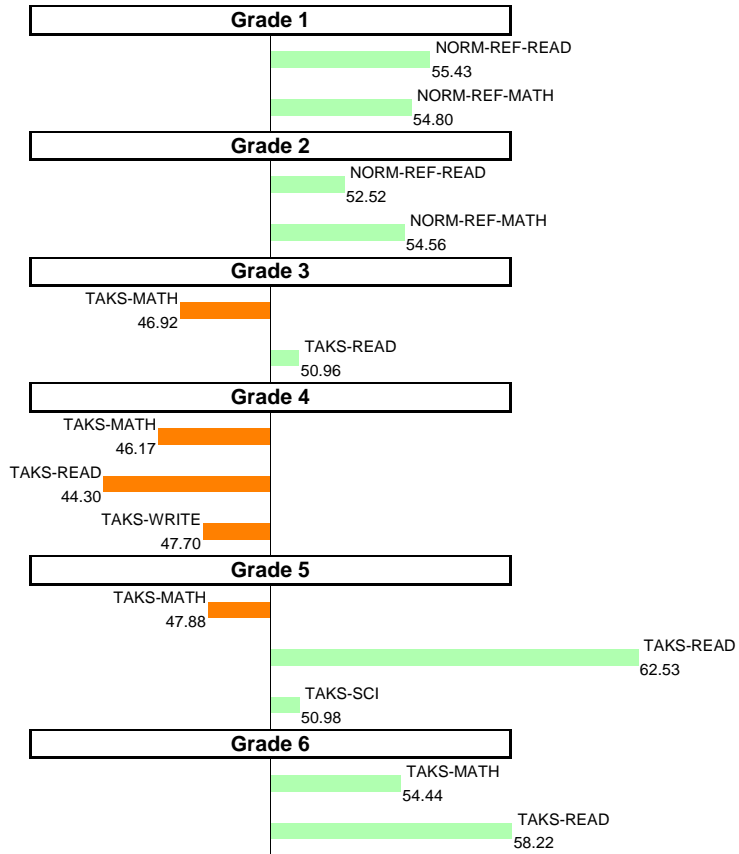 Grade 1
NORM-REF-READ
55.43
NORM-REF-MATH
54.80
Grade 2
NORM-REF-READ
52.52
NORM-REF-MATH
54.56
Grade 3
TAKS-MATH
46.92
TAKS-READ
50.96
Grade 4
TAKS-MATH
46.17
TAKS-READ
44.30
TAKS-WRITE
47.70
Grade 5
TAKS-MATH
47.88
TAKS-READ
62.53
TAKS-SCI
50.98
Grade 6
TAKS-MATH
54.44
TAKS-READ
58.22